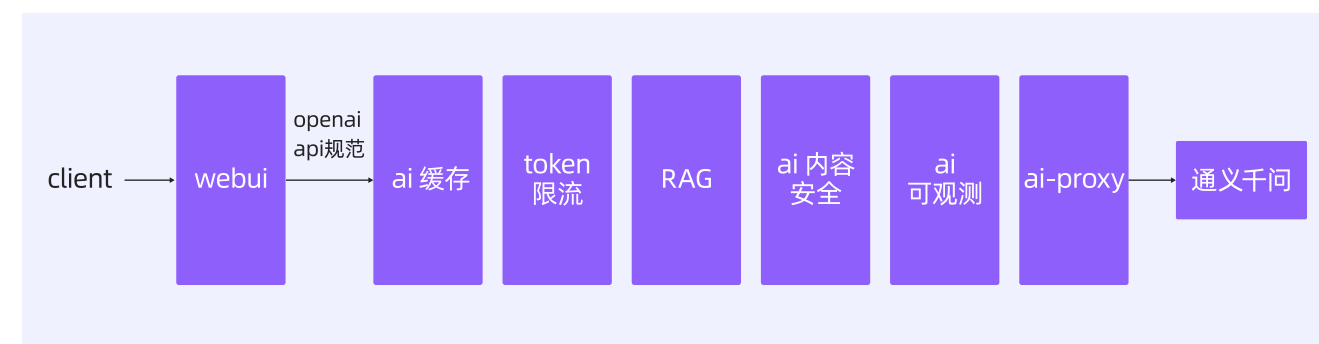 client
webui
openai
api规范
ai 缓存
token
限流
RAG
ai 内容
安全
ai
可观测
ai-proxy
通义千问